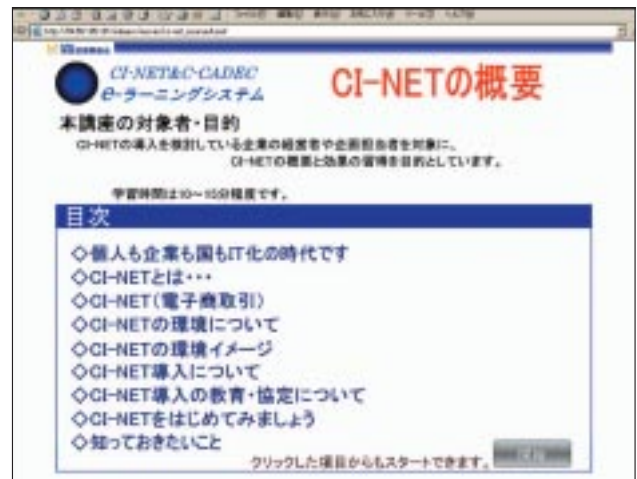 CI-NET&C-CADEC
e-ラーニングシステム
CI-NETの概要
本講座の対象者・目的
CI-NETの導入を検討している企業の経営者や企画担当者を対象に、
CI-NETの概要と効果の習得を目的としています。
学習時間は10〜15分程度です。
目次
◇個人も企業も国もIT化の時代です
◇CI-NETとは・・・
◇CI-NET(電子商取引)
◇CI-NETの環境について
◇CI-NETの環境イメージ
◇CI-NET導入について
◇CI-NET導入の教育・協定について
◇CI-NETをはじめてみましょう
◇知っておきたいこと
クリックした項目からもスタートできます。